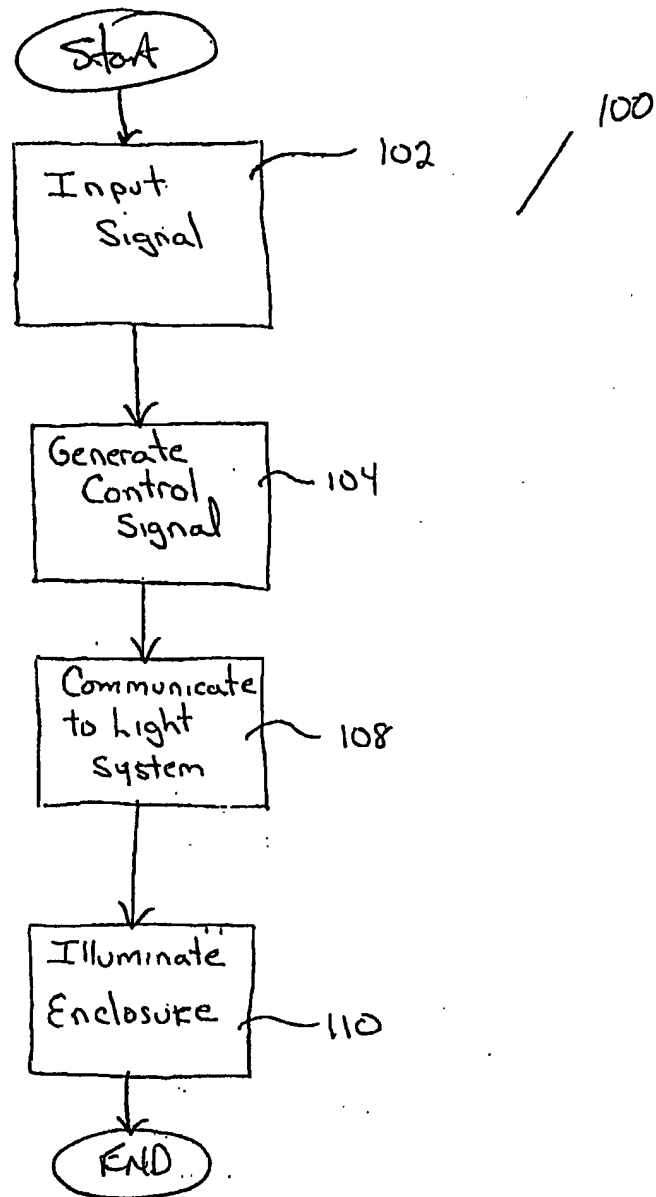 Start
100
102
Input
Signal
Generate
Control
Signal
104
Communicate
to Light
System
108
Illuminate
Enclosure
110
END